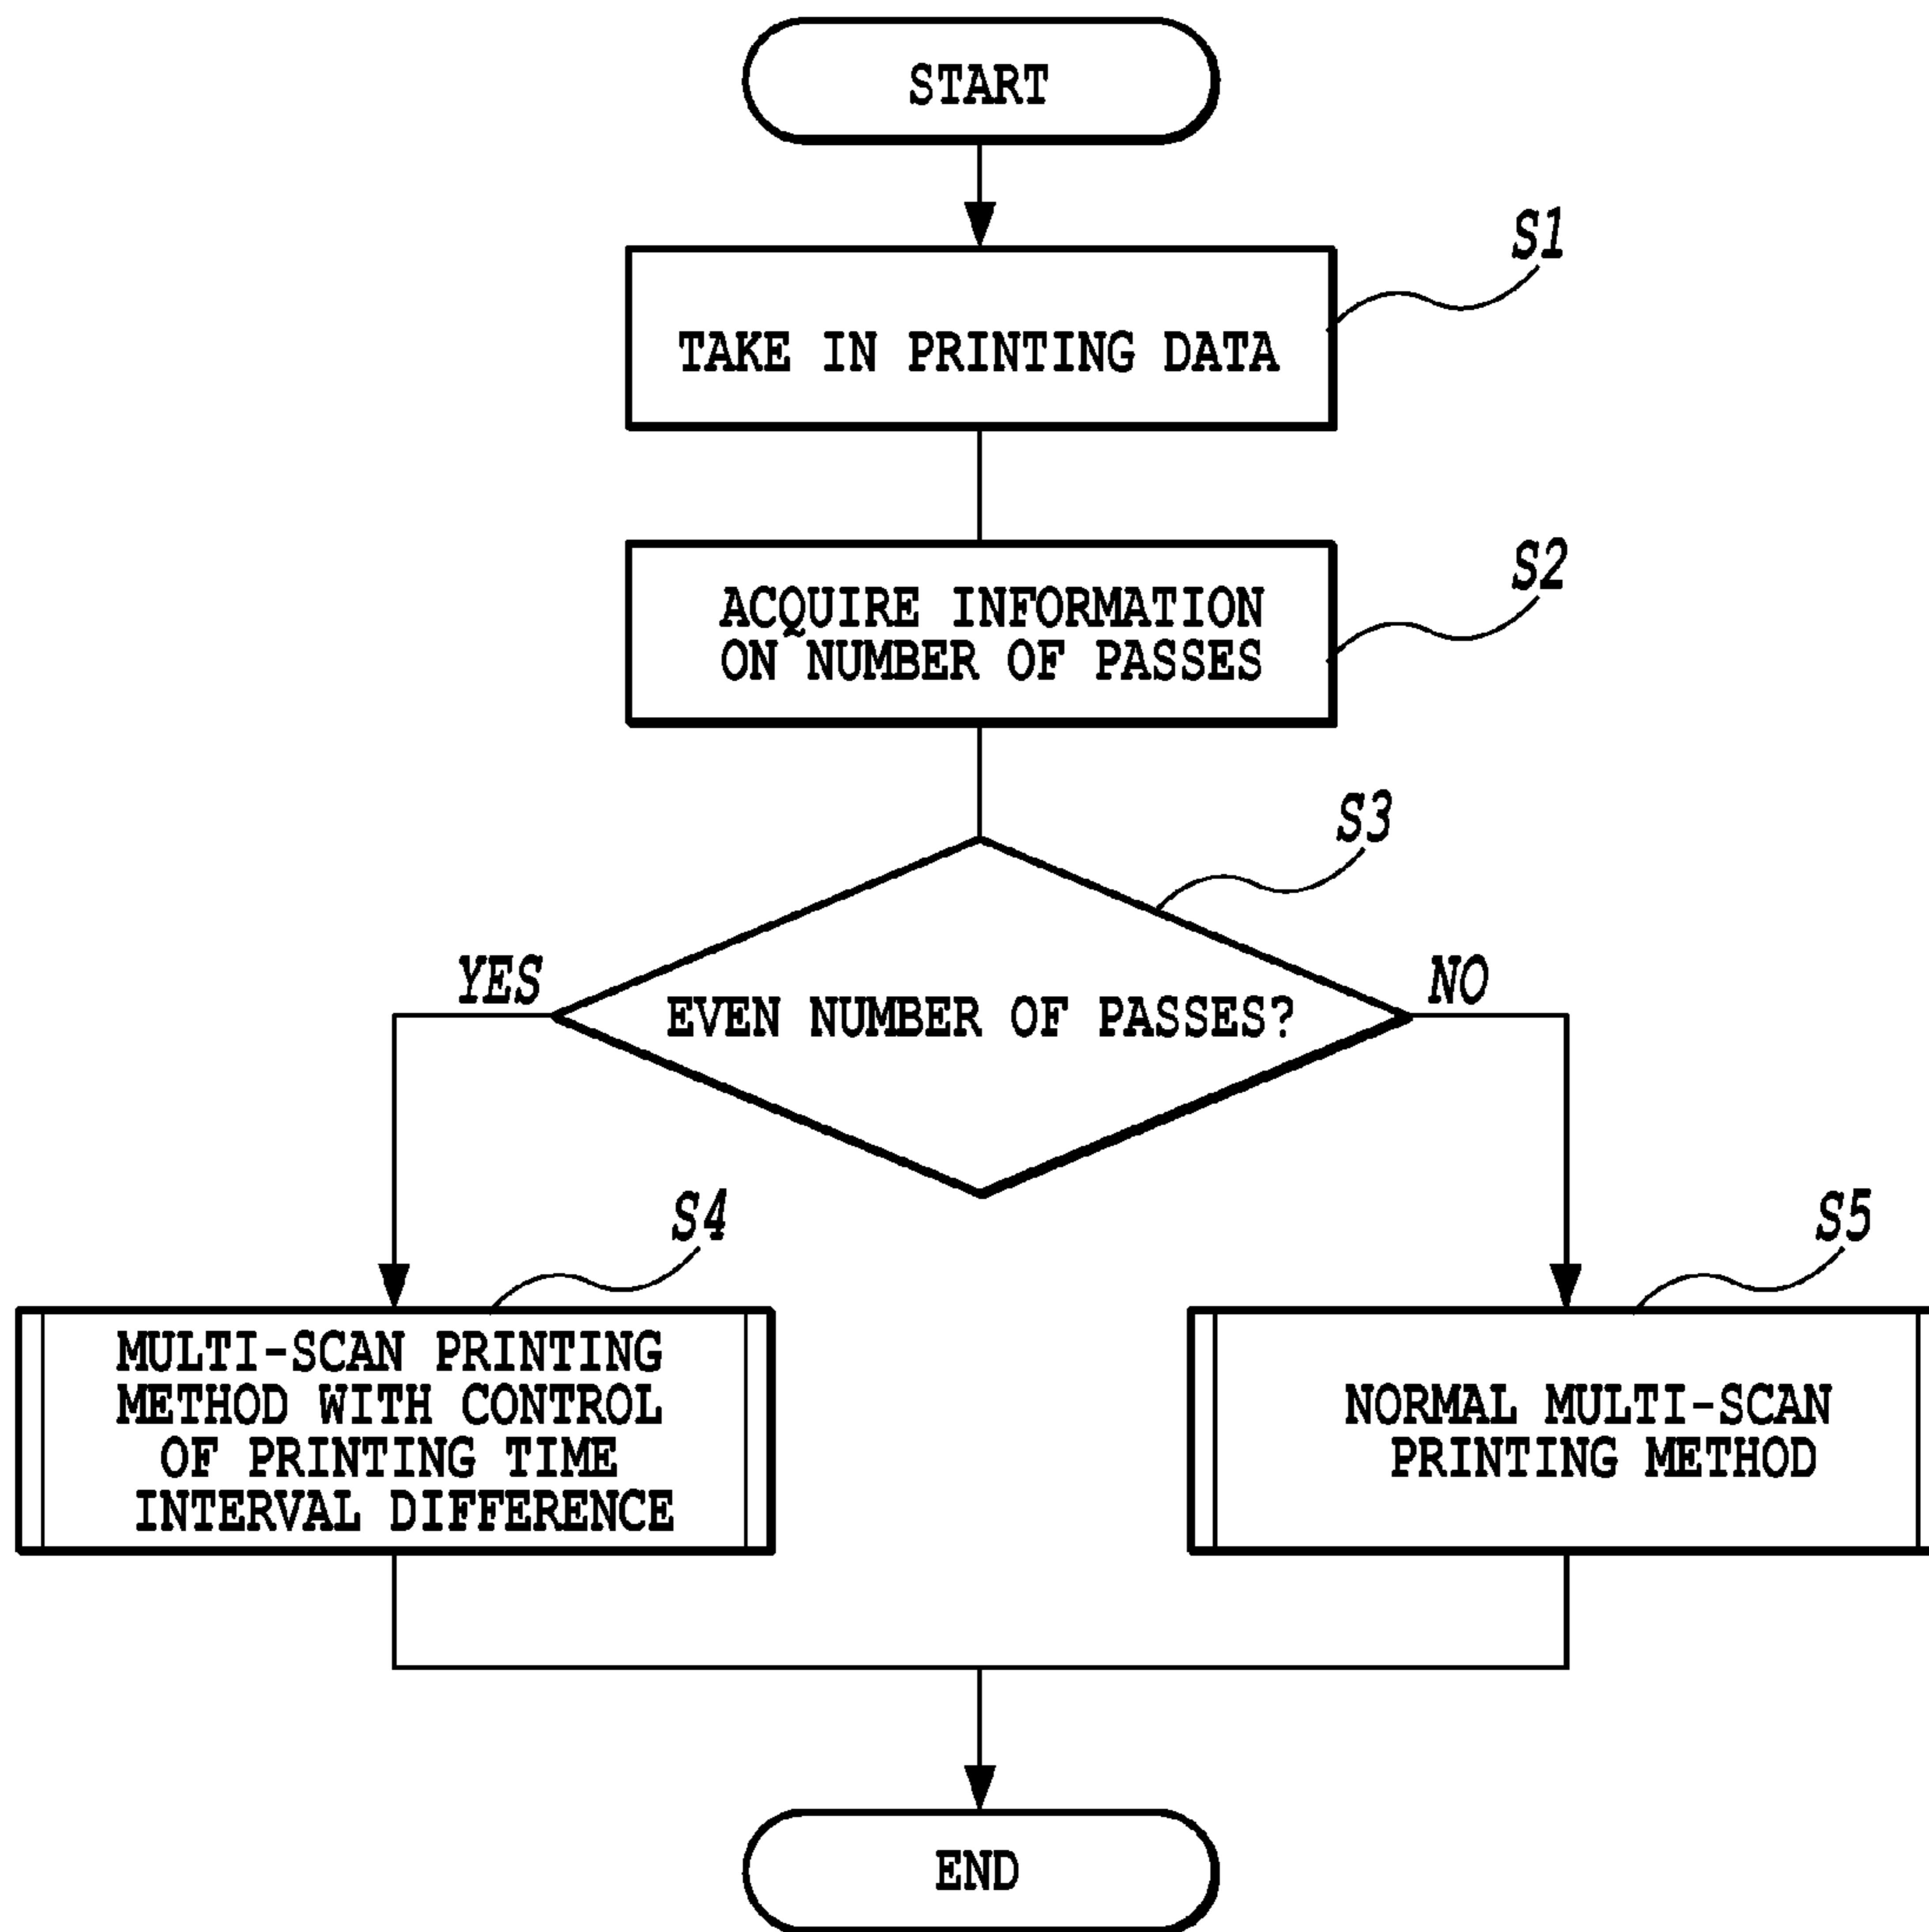 START
S1
TAKE IN PRINTING DATA
S2
ACQUIRE INFORMATION
ON NUMBER OF PASSES
S3
YES
EVEN NUMBER OF PASSES?
NO
S4
MULTI-SCAN PRINTING
METHOD WITH CONTROL
OF PRINTING TIME
INTERVAL DIFFERENCE
S5
NORMAL MULTI-SCAN
PRINTING METHOD
END